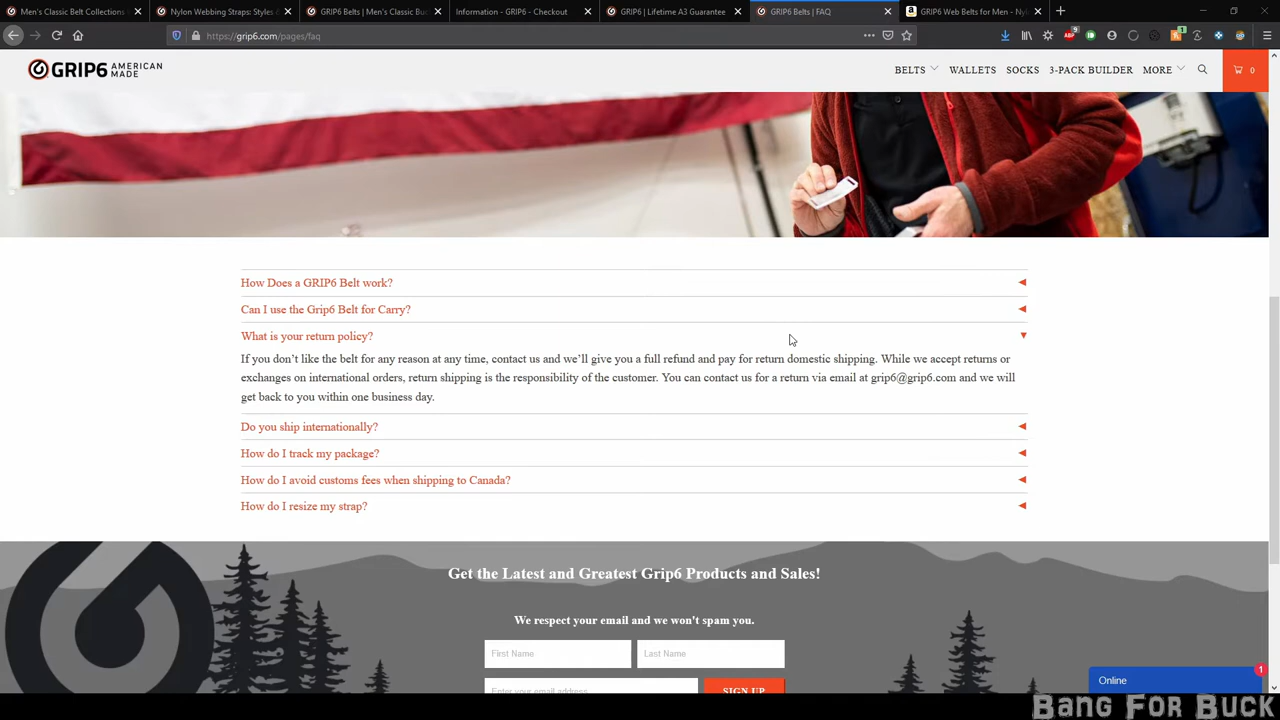 Men's Classic Belt Collections
Nylon Webbing Straps: Styles
GRIP6 Belts | Men's Classic Buc
Information - GRIP6 - Checkout
GRIP6 | Lifetime A3 Guarantee
GRIP6 Belts | FAQ
GRIP6 Web Belts for Men - Nyl
https://grip6.com/pages/faq
GRIP6 AMERICAN MADE
BELTS WALLETS SOCKS 3-PACK BUILDER MORE 0
How Does a GRIP6 Belt work?
Can I use the Grip6 Belt for Carry?
What is your return policy?
If you don't like the belt for any reason at any time, contact us and we'll give you a full refund and pay for return domestic shipping. While we accept returns or
exchanges on international orders, return shipping is the responsibility of the customer. You can contact us for a return via email at grip6@grip6.com and we will
get back to you within one business day.
Do you ship internationally?
How do I track my package?
How do I avoid customs fees when shipping to Canada?
How do I resize my strap?
Get the Latest and Greatest Grip6 Products and Sales!
We respect your email and we won't spam you.
First Name Last Name
Enter your email address SIGN UP
Online 1
BANG FOR BUCK